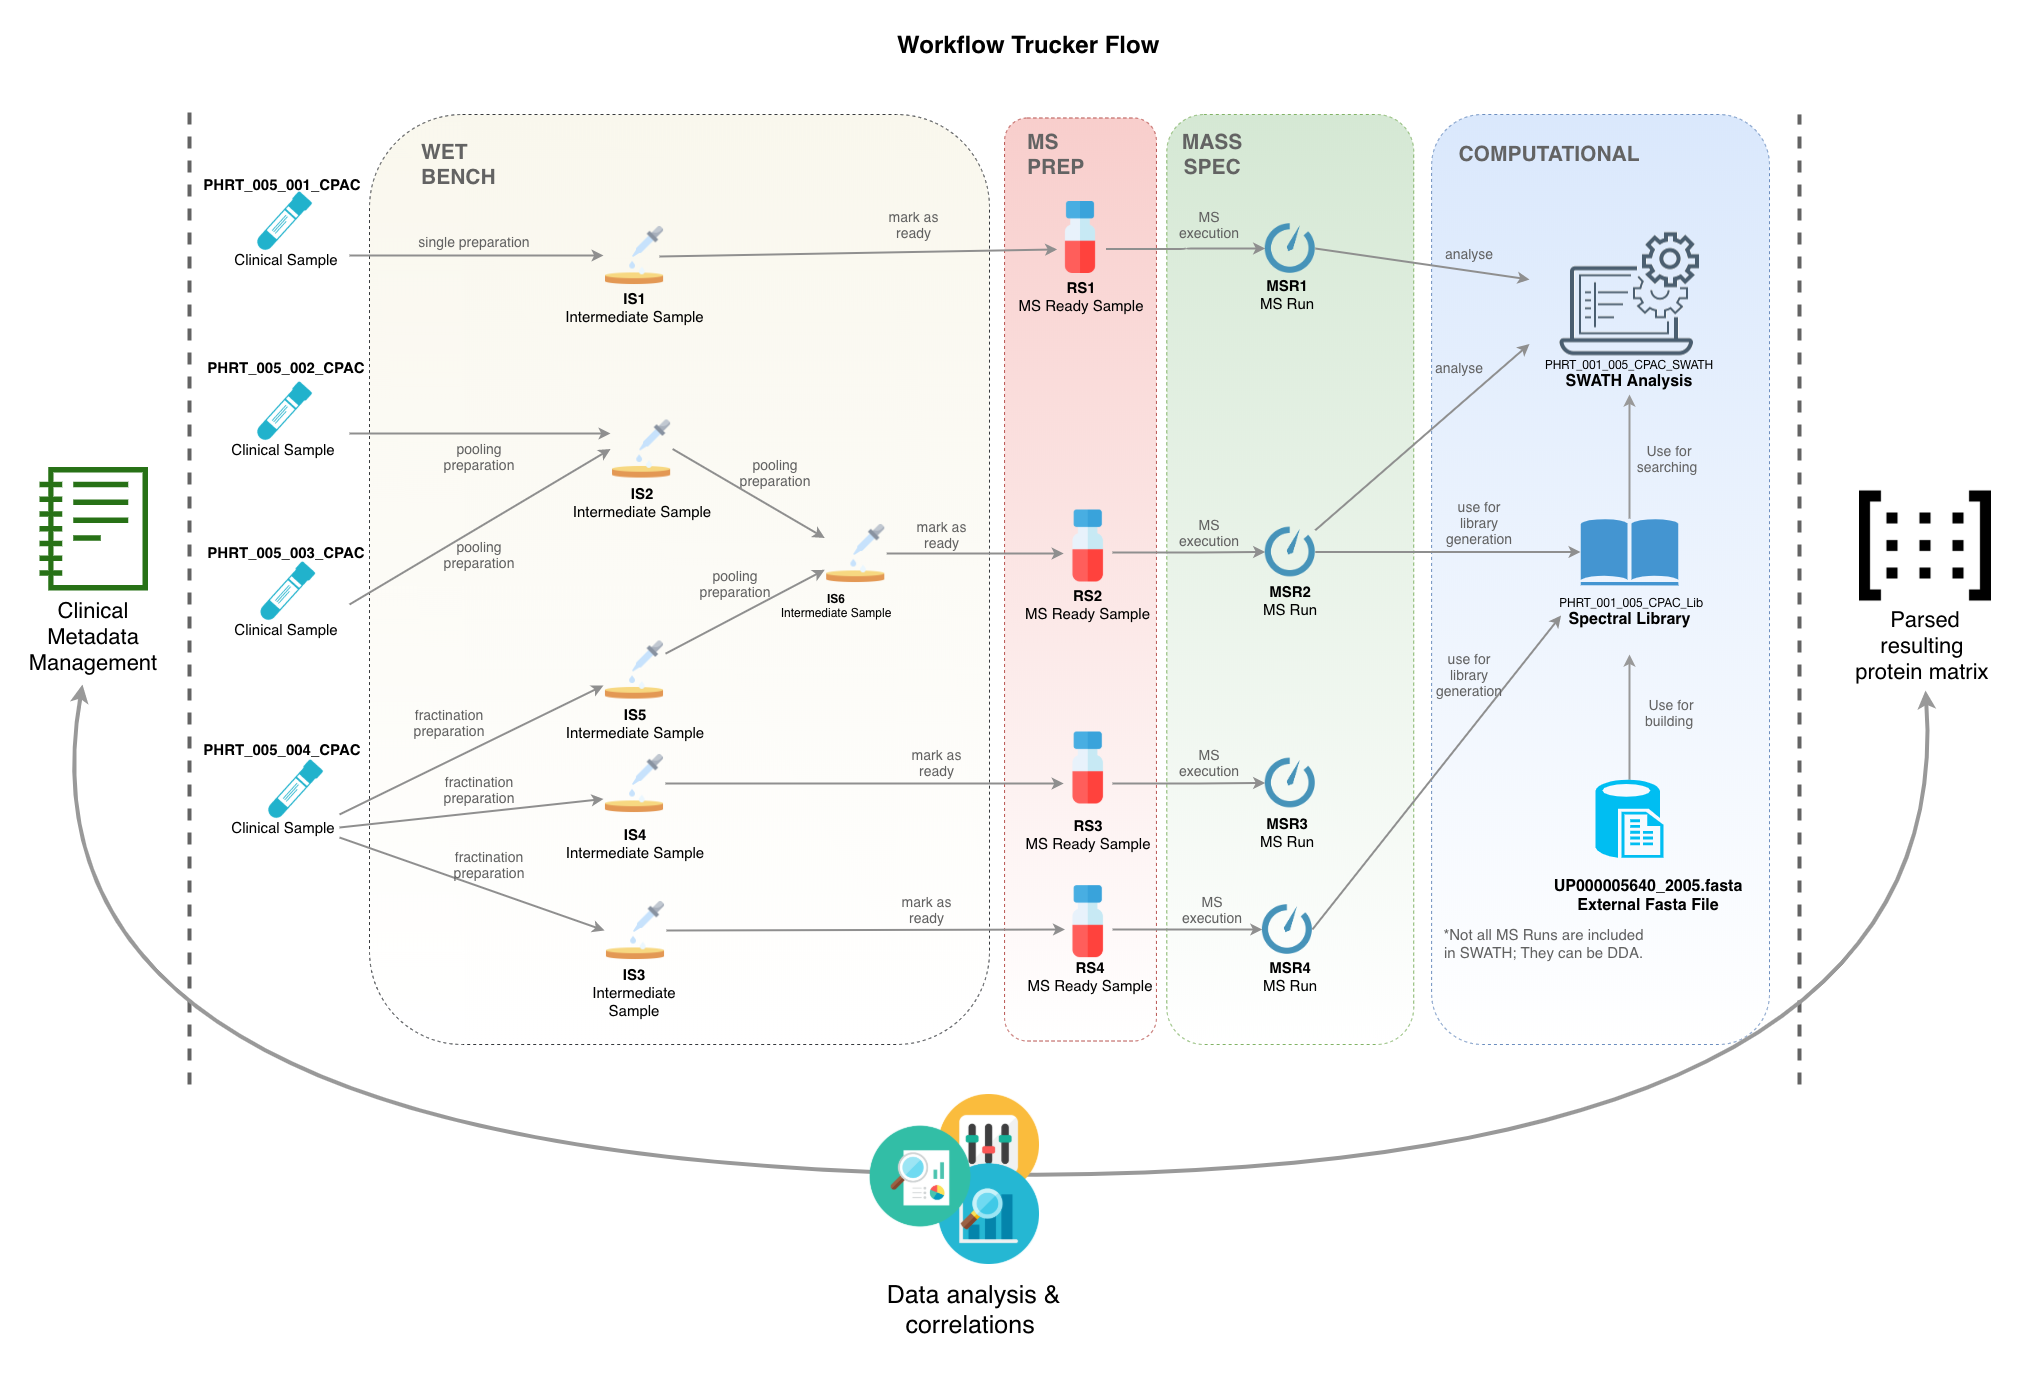 Workflow Trucker Flow
WET
BENCH
MS
PREP
MASS
SPEC
COMPUTATIONAL
PHRT_005_001_CPAC
Clinical Sample
single preparation
IS1
Intermediate Sample
mark as
ready
RS1
MS Ready Sample
MS
execution
MSR1
MS Run
analyse
PHRT_001_005_CPAC_SWATH
SWATH Analysis
PHRT_005_002_CPAC
Clinical Sample
pooling
preparation
IS2
Intermediate Sample
pooling
preparation
analyse
Use for
searching
PHRT_005_003_CPAC
Clinical Sample
pooling
preparation
pooling
preparation
IS6
Intermediate Sample
mark as
ready
RS2
MS Ready Sample
MS
execution
MSR2
MS Run
use for
library
generation
PHRT_001_005_CPAC_Lib
Spectral Library
use for
library
generation
Use for
building
PHRT_005_004_CPAC
Clinical Sample
fractination
preparation
IS5
Intermediate Sample
fractination
preparation
IS4
Intermediate Sample
mark as
ready
RS3
MS Ready Sample
MS
execution
MSR3
MS Run
fractination
preparation
IS3
Intermediate
Sample
mark as
ready
RS4
MS Ready Sample
MS
execution
MSR4
MS Run
UP000005640_2005.fasta
External Fasta File
*Not all MS Runs are included
in SWATH; They can be DDA.
Clinical
Metadata
Management
Parsed
resulting
protein matrix
Data analysis &
correlations